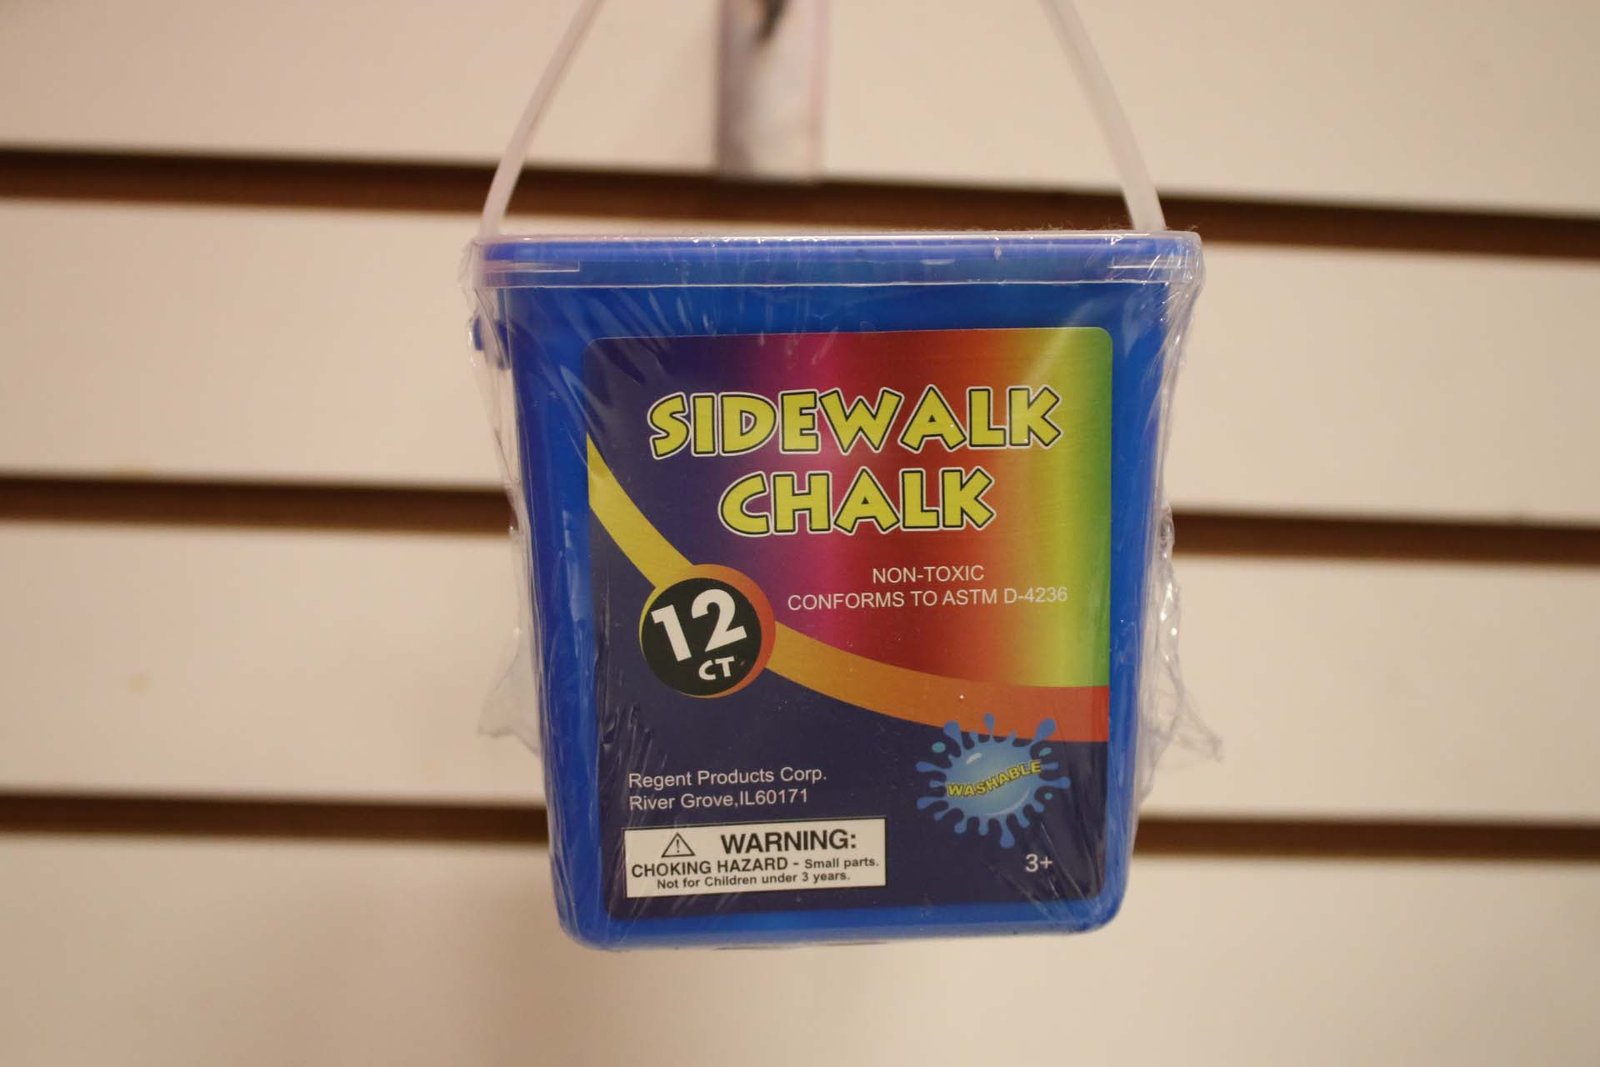 SIDEWALK
CHALK
NON-TOXIC
CONFORMS TO ASTM D-4236
12
CT
Regent Products Corp.
River Grove,IL60171
WASHABLE
WARNING:
CHOKING HAZARD - Small parts.
Not for Children under 3 years.
3+